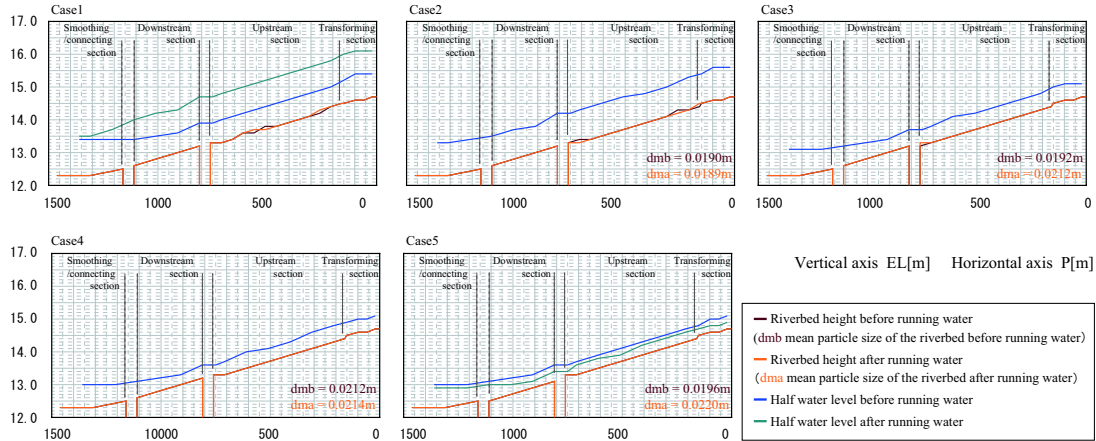 Case1
Case2
Case3
Smoothing
/connecting
section
Downstream
section
Upstream
section
Transforming
section
Smoothing
/connecting
section
Downstream
section
Upstream
section
Transforming
section
Smoothing
/connecting
section
Downstream
section
Upstream
section
Transforming
section
17.0
16.0
15.0
14.0
13.0
12.0
dmb = 0.0190m
dma = 0.0189m
dmb = 0.0192m
dma = 0.0212m
1500
1000
500
0
1500
1000
500
0
1500
1000
500
0
Case4
Case5
Smoothing
/connecting
section
Downstream
section
Upstream
section
Transforming
section
Smoothing
/connecting
section
Downstream
section
Upstream
section
Transforming
section
17.0
16.0
15.0
14.0
13.0
12.0
dmb = 0.0212m
dma = 0.0214m
dmb = 0.0196m
dma = 0.0220m
1500
10000
500
0
1500
1000
500
0
Vertical axis EL[m] Horizontal axis P[m]
Riverbed height before running water
(dmb mean particle size of the riverbed before running water)
Riverbed height after running water
(dma mean particle size of the riverbed after running water)
Half water level before running water
Half water level after running water